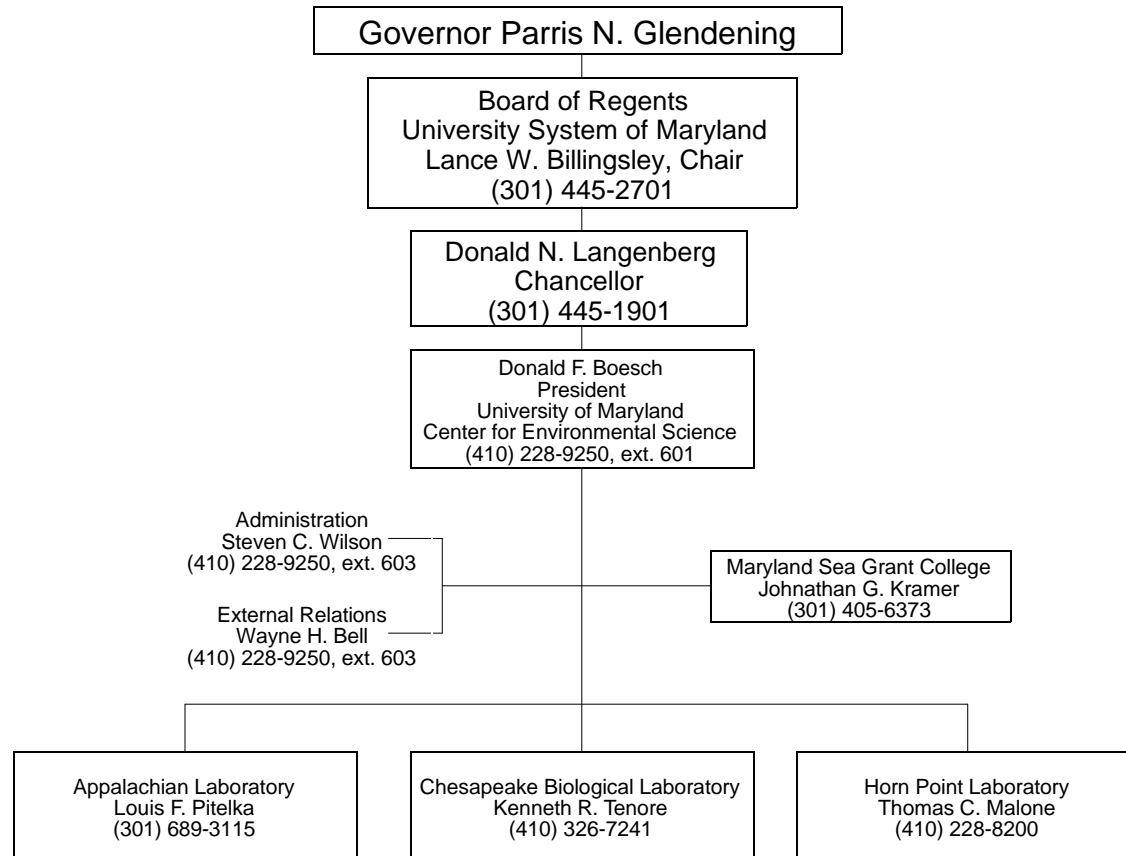 Governor Parris N. Glendening
Board of Regents
University System of Maryland
Lance W. Billingsley, Chair
(301) 445-2701
Donald N. Langenberg
Chancellor
(301) 445-1901
Donald F. Boesch
President
University of Maryland
Center for Environmental Science
(410) 228-9250, ext. 601
Administration
Steven C. Wilson
(410) 228-9250, ext. 603
External Relations
Wayne H. Bell
(410) 228-9250, ext. 603
Maryland Sea Grant College
Johnathan G. Kramer
(301) 405-6373
Appalachian Laboratory
Louis F. Pitelka
(301) 689-3115
Chesapeake Biological Laboratory
Kenneth R. Tenore
(410) 326-7241
Horn Point Laboratory
Thomas C. Malone
(410) 228-8200